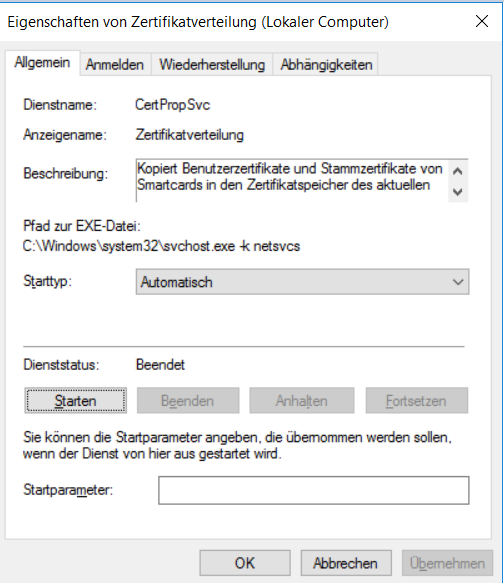 Eigenschaften von Zertifikatverteilung (Lokaler Computer)
Allgemein Anmelden Wiederherstellung Abhängigkeiten
Dienstname: CertPropSvc
Anzeigename: Zertifikatverteilung
Beschreibung: Kopiert Benutzerzertifikate und Stammzertifikate von
Smartcards in den Zertifikatspeicher des aktuellen
Pfad zur EXE-Datei:
C:\Windows\system32\svchost.exe -k netsvcs
Starttyp: Automatisch
Dienststatus: Beendet
Starten Beenden Anhalten Fortsetzen
Sie können die Startparameter angeben, die übernommen werden sollen,
wenn der Dienst von hier aus gestartet wird.
Startparameter:
OK Abbrechen Übernehmen